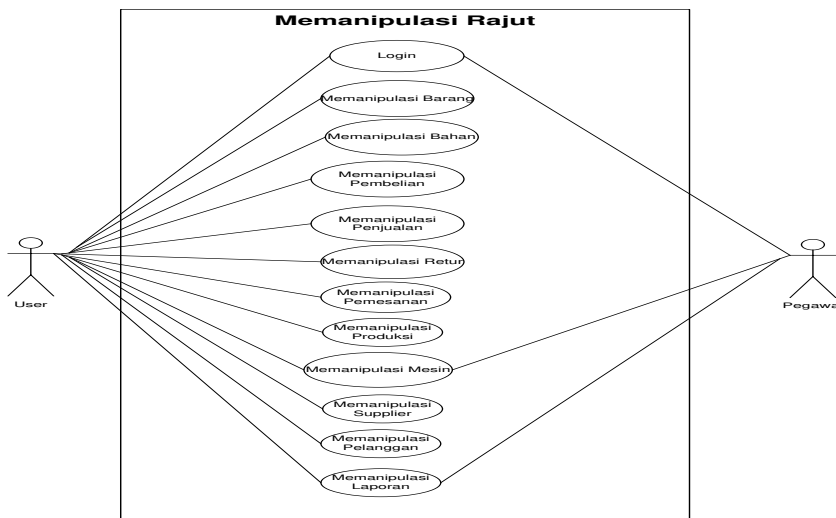 Memanipulasi Rajut
Login
Memanipulasi Barang
Memanipulasi Bahan
Memanipulasi
Pembelian
Memanipulasi
Penjualan
Memanipulasi Retur
Memanipulasi
Pemesanan
Memanipulasi
Produksi
Memanipulasi Mesin
Memanipulasi
Supplier
Memanipulasi
Pelanggan
Memanipulasi
Laporan
User
Pegawa